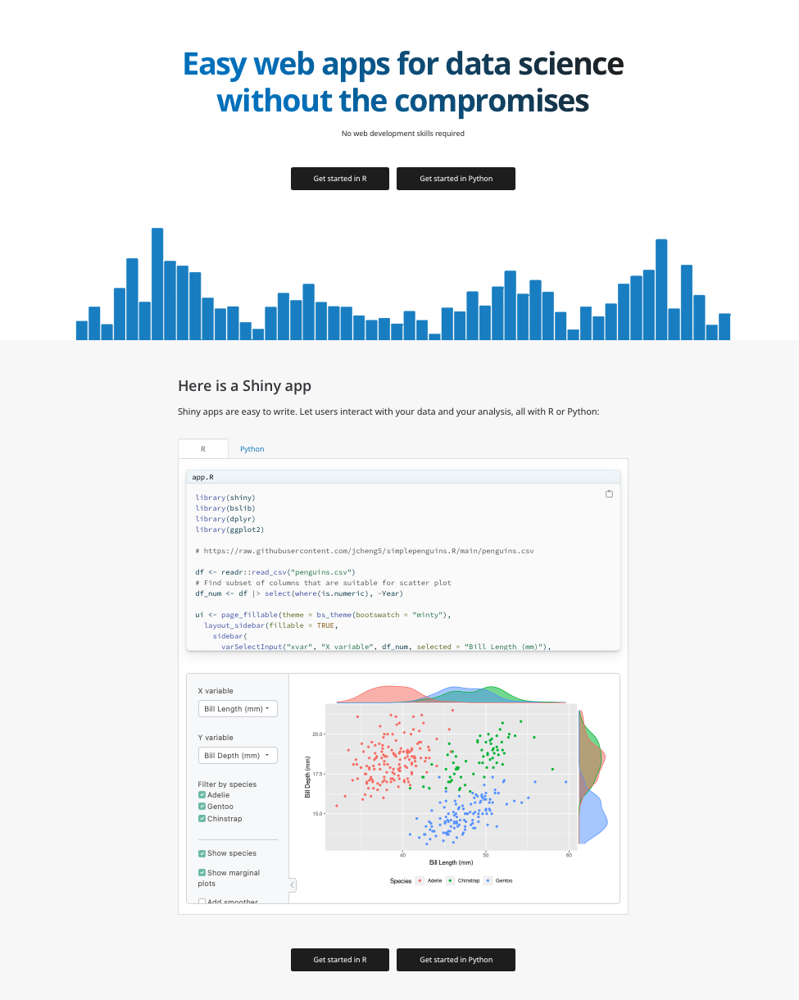 Easy web apps for data science
without the compromises
No web development skills required
Get started in R
Get started in Python
Here is a Shiny app
Shiny apps are easy to write. Let users interact with your data and your analysis, all with R or Python:
R
Python
app.R
library(shiny)
library(bslib)
library(dplyr)
library(ggplot2)
# https://raw.githubusercontent.com/jcheng5/simplepenguins.R/main/penguins.csv
df <- readr::read_csv("penguins.csv")
# Find subset of columns that are suitable for scatter plot
df_num <- df |> select(where(is.numeric), -Year)
ui <- page_fillable(theme = bs_theme(bootswatch = "minty"),
  layout_sidebar(fillable = TRUE,
    sidebar(
      varSelectInput("xvar", "X variable", df_num, selected = "Bill Length (mm)"),
X variable
Bill Length (mm)
Y variable
Bill Depth (mm)
Filter by species
Adelie
Gentoo
Chinstrap
Show species
Show marginal
plots
Add smoother
Bill Depth (mm)
20.0
17.5
15.0
40
50
60
Bill Length (mm)
Species
Adelie
Chinstrap
Gentoo
Get started in R
Get started in Python